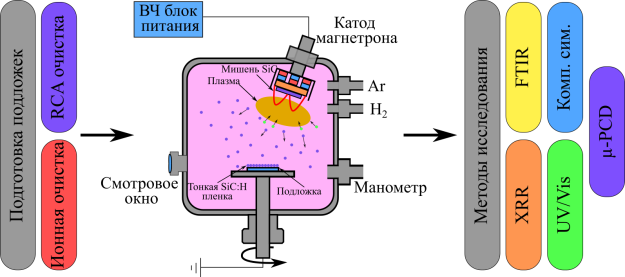 Подготовка подложек
RCA очистка
Ионная очистка
ВЧ блок
питания
Катод
магнетрона
Мишень SiC
Плазма
Ar
H2
Манометр
Смотровое
окно
Тонкая SiC:H
пленка
Подложка
Методы исследования
FTIR
XRR
Комп. сим.
UV/Vis
μ-PCD